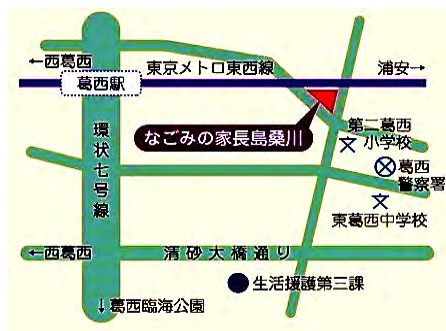 ←西葛西
東京メトロ東西線
浦安→
葛西駅
なごみの家長島桑川
第二葛西
小学校
環状七号線
葛西
警察署
東葛西中学校
←西葛西
清砂大橋通り
生活援護第三課
↓葛西臨海公園